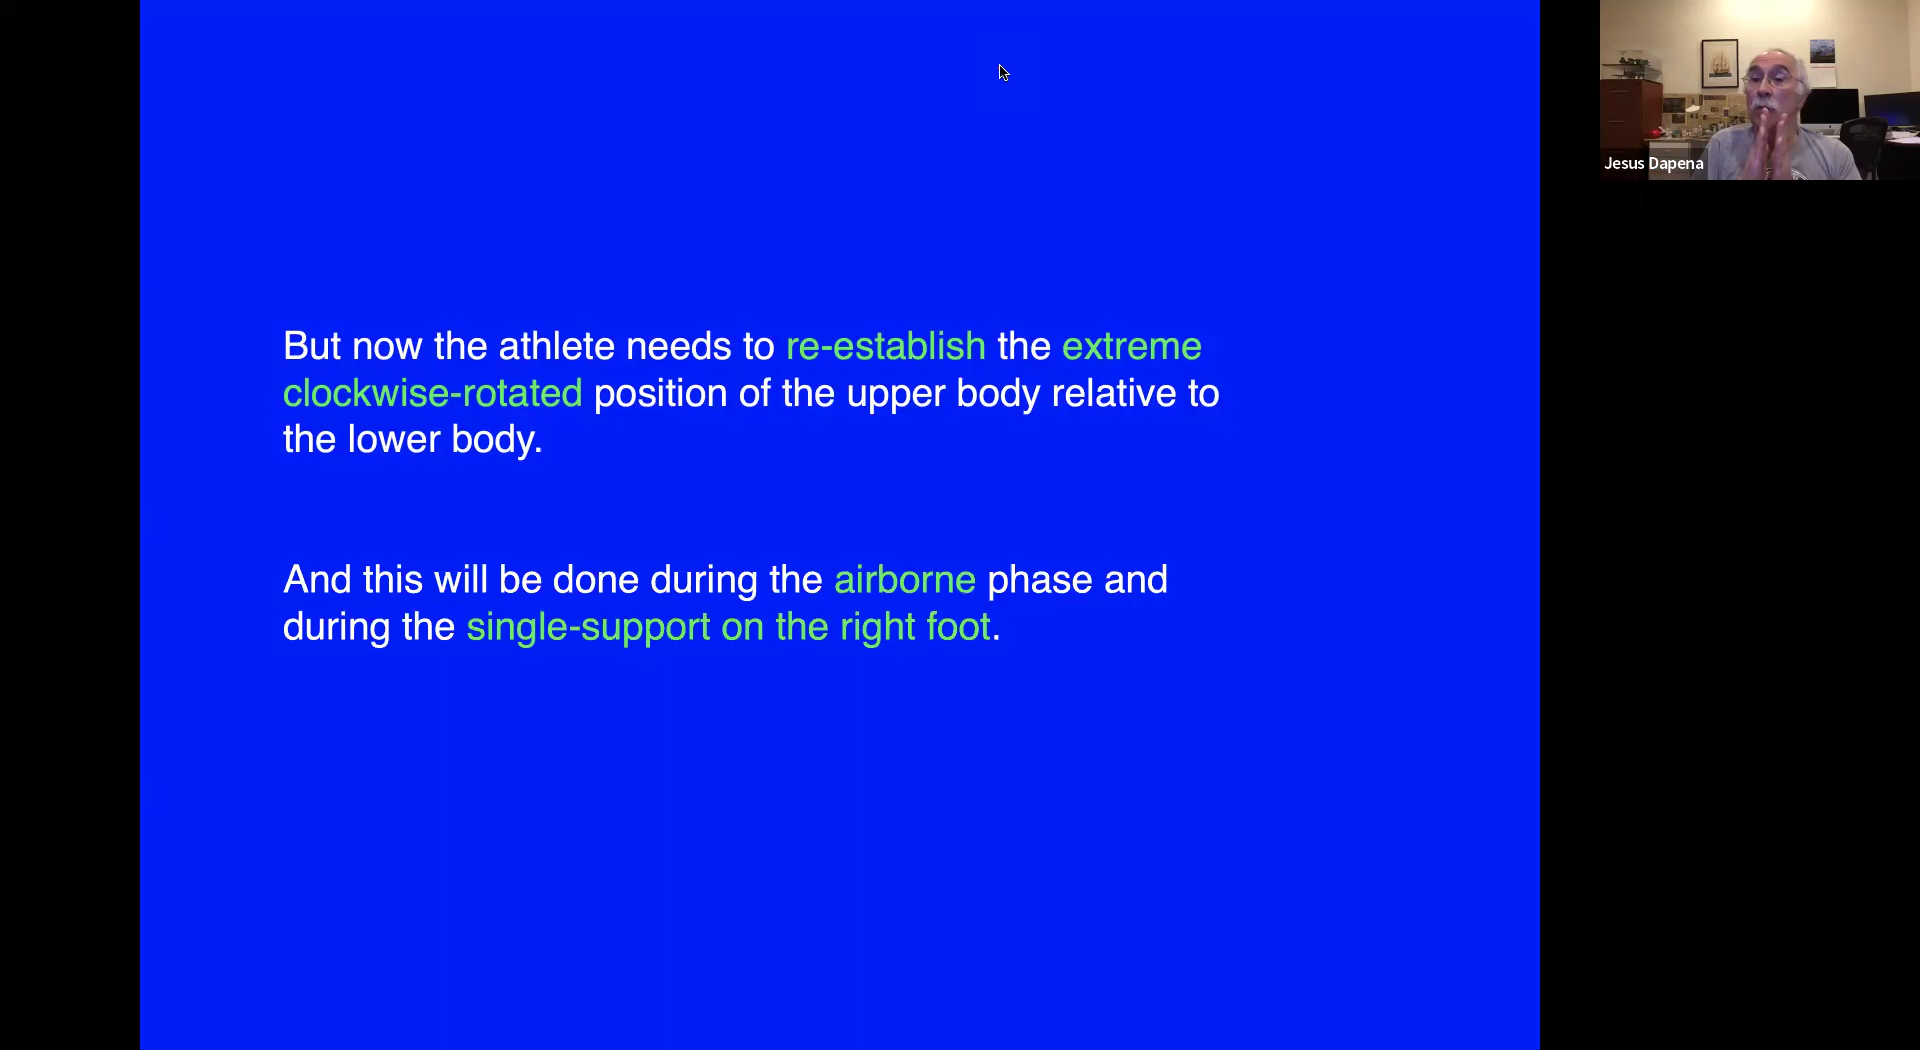 But now the athlete needs to re-establish the extreme
clockwise-rotated position of the upper body relative to
the lower body.
And this will be done during the airborne phase and
during the single-support on the right foot.
Jesus Dapena